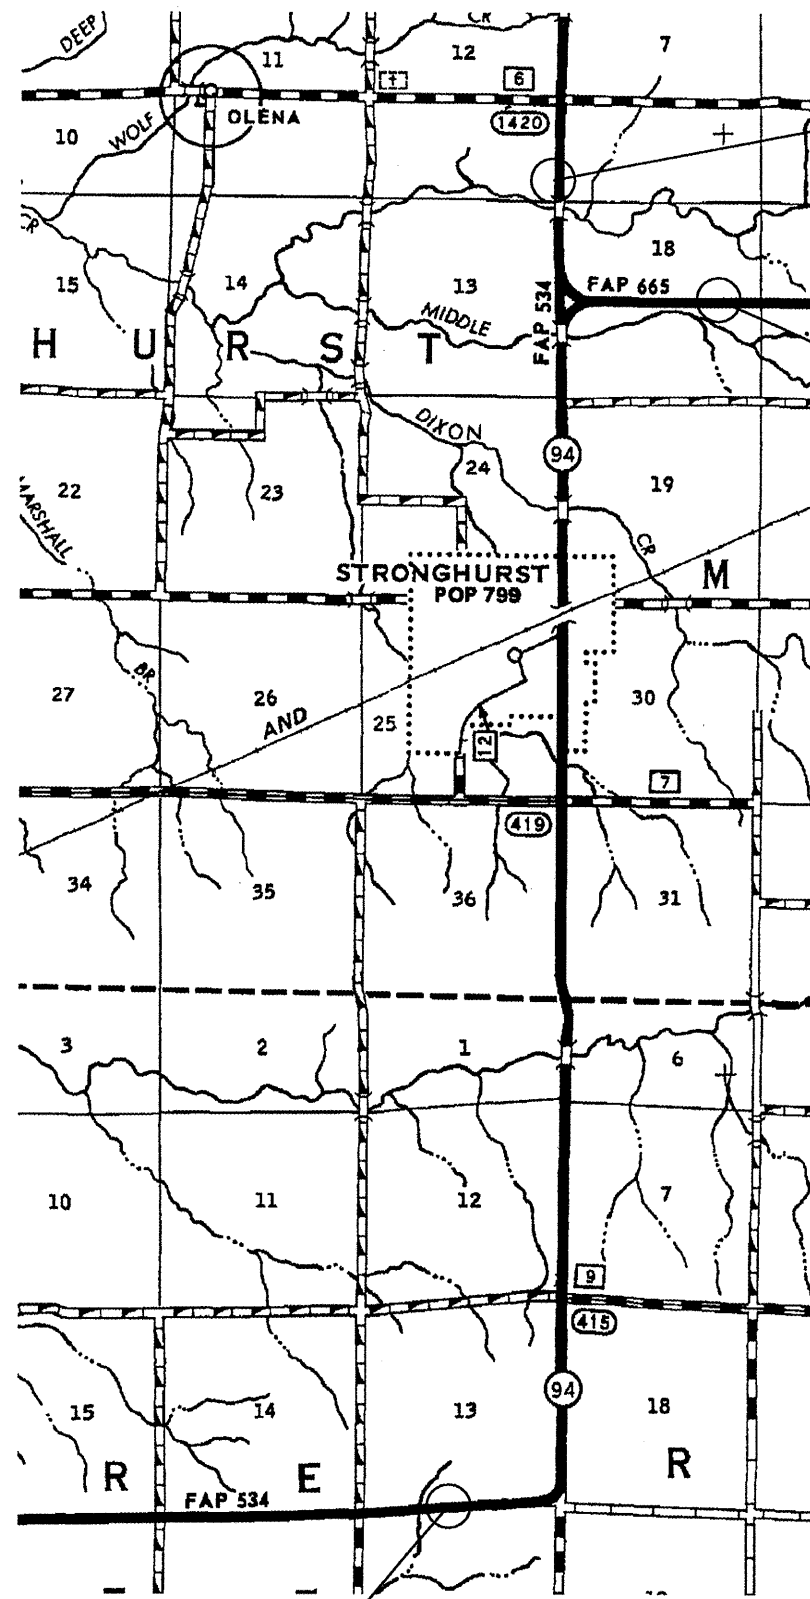 DEEP
CR
11
12
7
6
OLENA
1420
10
WOLF
CR
18
15
14
13
FAP 665
FAP 534
MIDDLE
H U R S T
DIXON
94
24
22
23
19
MARSHALL
CR
STRONGHURST
M
POP 799
BR
27
26
30
25
AND
12
7
419
34
35
36
31
3
2
1
6
10
11
12
7
9
415
94
15
14
13
18
R E R
FAP 534